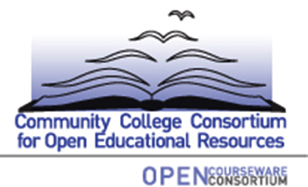 Community College Consortium
for Open Educational Resources
OPENCOURSEWARE
CONSORTIUM